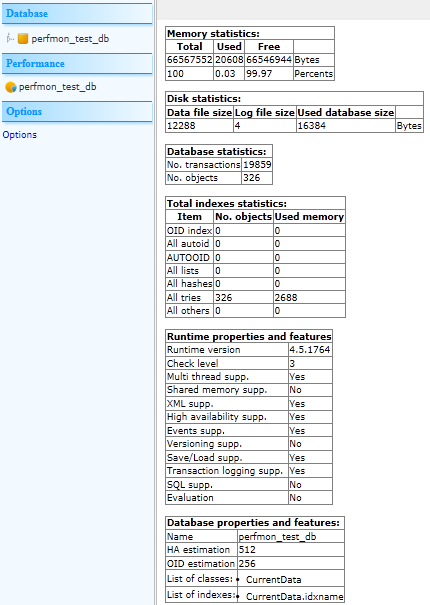 Database
perfmon_test_db
Performance
perfmon_test_db
Options
Options
Memory statistics:
Total Used Free
66567552 20608 66546944 Bytes
100 0.03 99.97 Percents
Disk statistics:
Data file size Log file size Used database size
12288 4 16384 Bytes
Database statistics:
No. transactions 19859
No. objects 326
Total indexes statistics:
Item No. objects Used memory
OID index 0 0
All autoid 0 0
AUTOOID 0 0
All lists 0 0
All hashes 0 0
All tries 326 2688
All others 0 0
Runtime properties and features
Runtime version 4.5.1764
Check level 3
Multi thread supp. Yes
Shared memory supp. No
XML supp. Yes
High availability supp. Yes
Events supp. Yes
Versioning supp. No
Save/Load supp. Yes
Transaction logging supp. Yes
SQL supp. No
Evaluation No
Database properties and features:
Name perfmon_test_db
HA estimation 512
OID estimation 256
List of classes: • CurrentData
List of indexes: • CurrentData.idxname